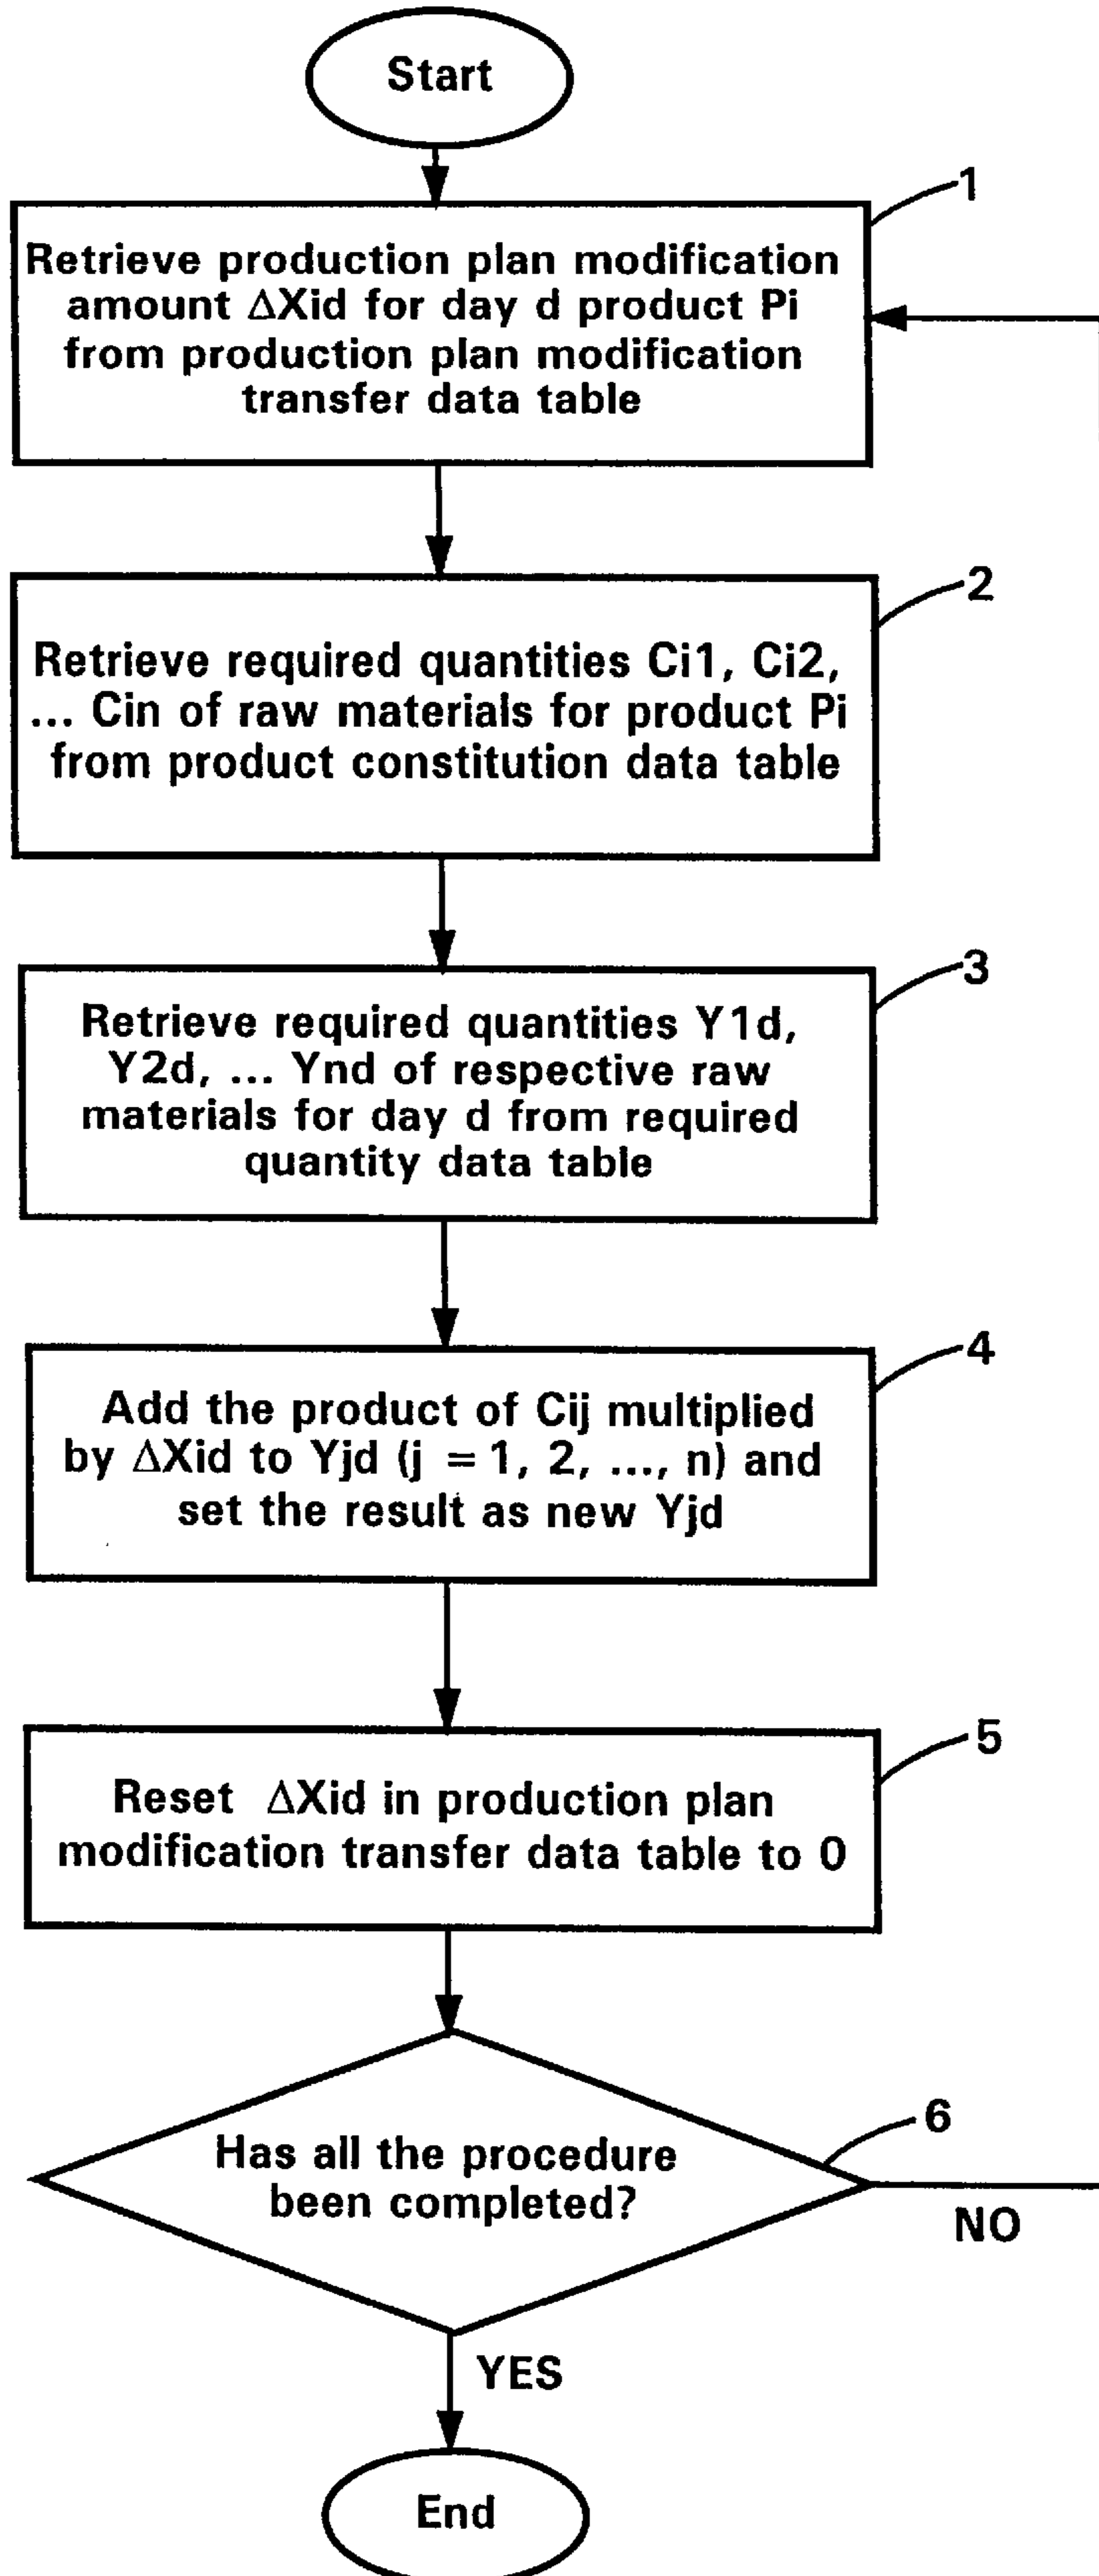 Start
1
Retrieve production plan modification
amount ΔXid for day d product Pi
from production plan modification
transfer data table
2
Retrieve required quantities Ci1, Ci2,
... Cin of raw materials for product Pi
from product constitution data table
3
Retrieve required quantities Y1d,
Y2d, ... Ynd of respective raw
materials for day d from required
quantity data table
4
Add the product of Cij multiplied
by ΔXid to Yjd (j = 1, 2, ..., n) and
set the result as new Yjd
5
Reset ΔXid in production plan
modification transfer data table to 0
6
Has all the procedure
been completed?
NO
YES
End